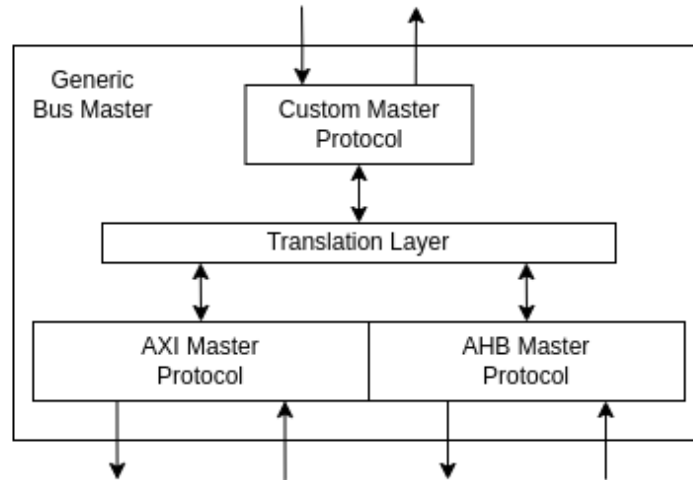 Generic
Bus Master
Custom Master
Protocol
Translation Layer
AXI Master
Protocol
AHB Master
Protocol